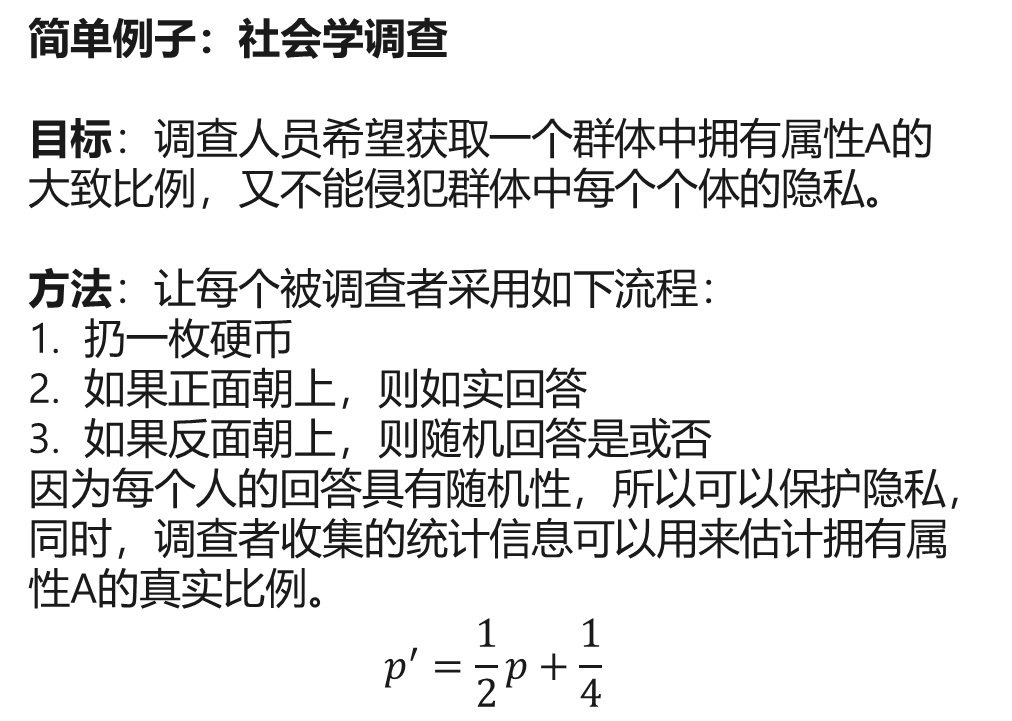 简单例子：社会学调查
目标：调查人员希望获取一个群体中拥有属性A的
大致比例，又不能侵犯群体中每个个体的隐私。
方法：让每个被调查者采用如下流程：
1. 扔一枚硬币
2. 如果正面朝上，则如实回答
3. 如果反面朝上，则随机回答是或否
因为每个人的回答具有随机性，所以可以保护隐私，
同时，调查者收集的统计信息可以用来估计拥有属
性A的真实比例。
p′ = 1/2 p + 1/4